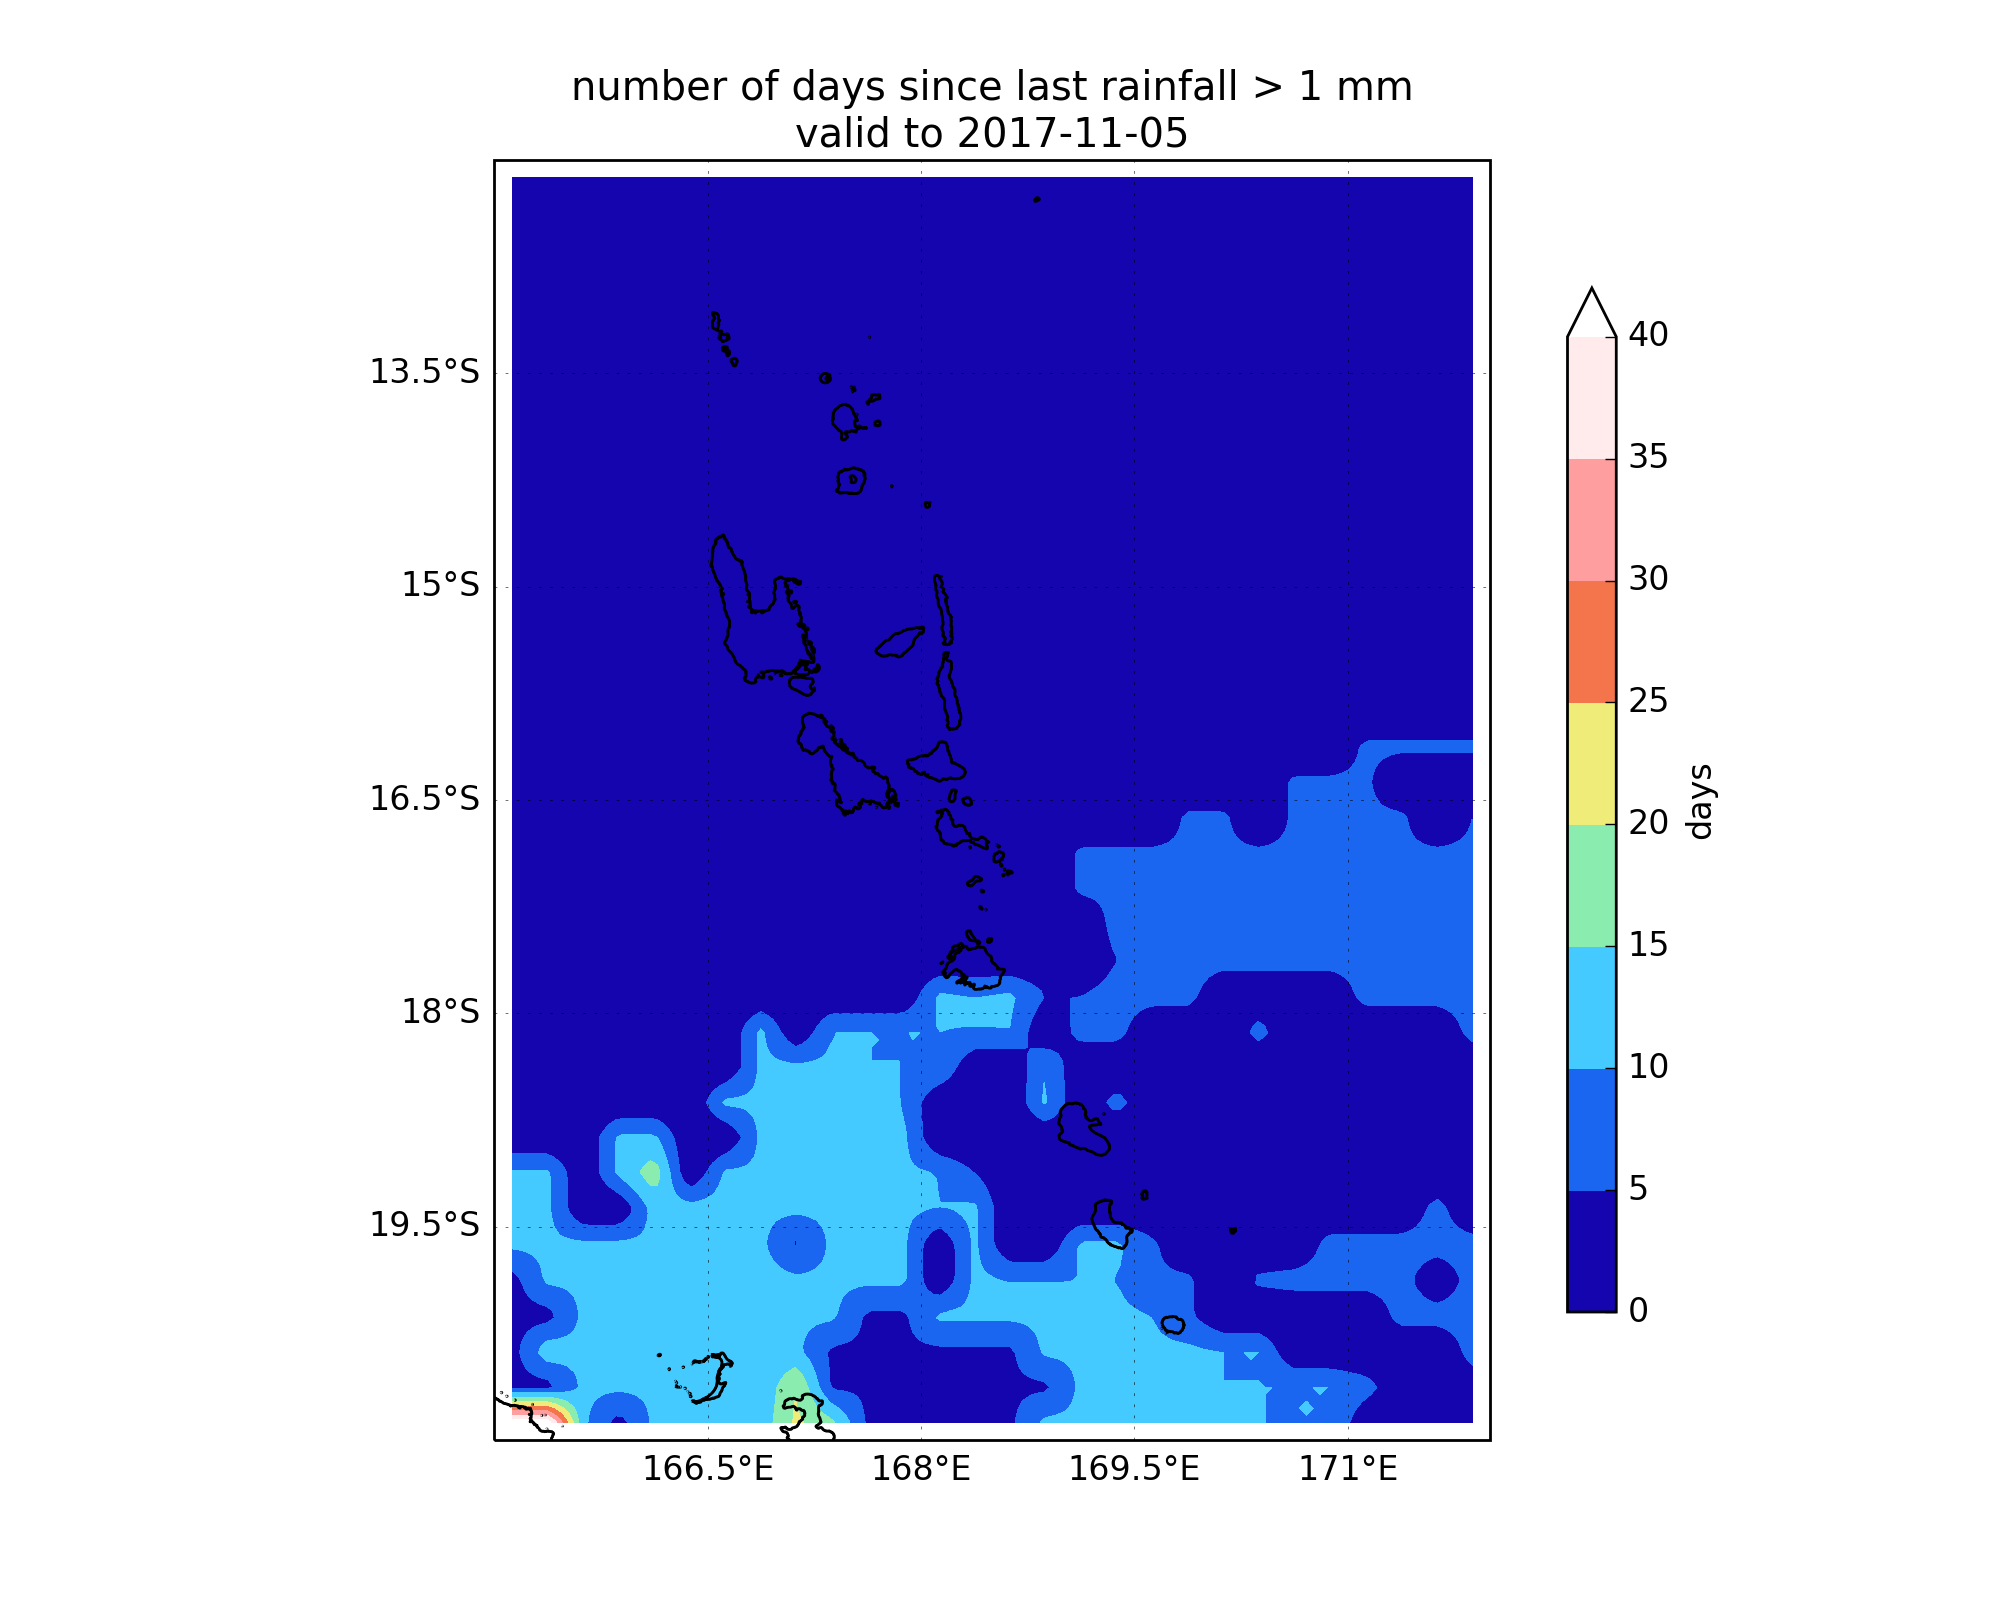 number of days since last rainfall > 1 mm
valid to 2017-11-05
13.5°S
15°S
16.5°S
18°S
19.5°S
166.5°E
168°E
169.5°E
171°E
40
35
30
25
20
15
10
5
0
days